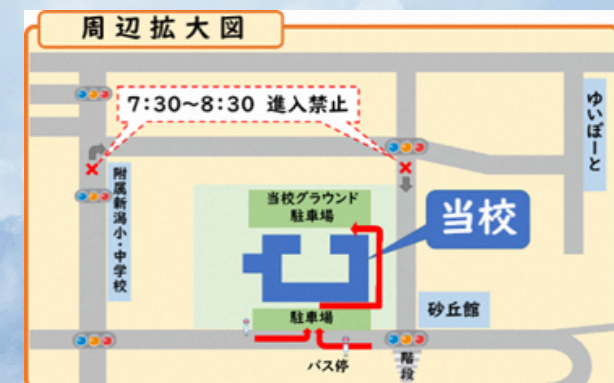 周辺拡大図
7:30～8:30 進入禁止
ゆいぽーと
附属新潟小・中学校
当校グラウンド
駐車場
当校
砂丘館
駐車場
バス停
階段